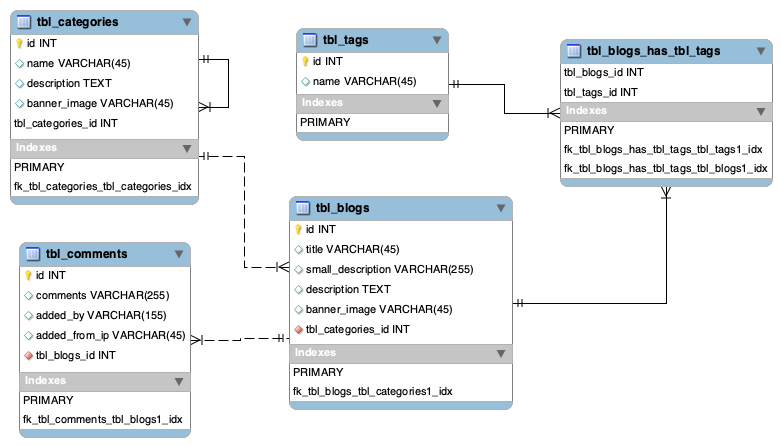 tbl_categories
id INT
name VARCHAR(45)
description TEXT
banner_image VARCHAR(45)
tbl_categories_id INT
Indexes
PRIMARY
fk_tbl_categories_tbl_categories_idx
tbl_tags
id INT
name VARCHAR(45)
Indexes
PRIMARY
tbl_blogs_has_tbl_tags
tbl_blogs_id INT
tbl_tags_id INT
Indexes
PRIMARY
fk_tbl_blogs_has_tbl_tags_tbl_tags1_idx
fk_tbl_blogs_has_tbl_tags_tbl_blogs1_idx
tbl_comments
id INT
comments VARCHAR(255)
added_by VARCHAR(155)
added_from_ip VARCHAR(45)
tbl_blogs_id INT
Indexes
PRIMARY
fk_tbl_comments_tbl_blogs1_idx
tbl_blogs
id INT
title VARCHAR(45)
small_description VARCHAR(255)
description TEXT
banner_image VARCHAR(45)
tbl_categories_id INT
Indexes
PRIMARY
fk_tbl_blogs_tbl_categories1_idx